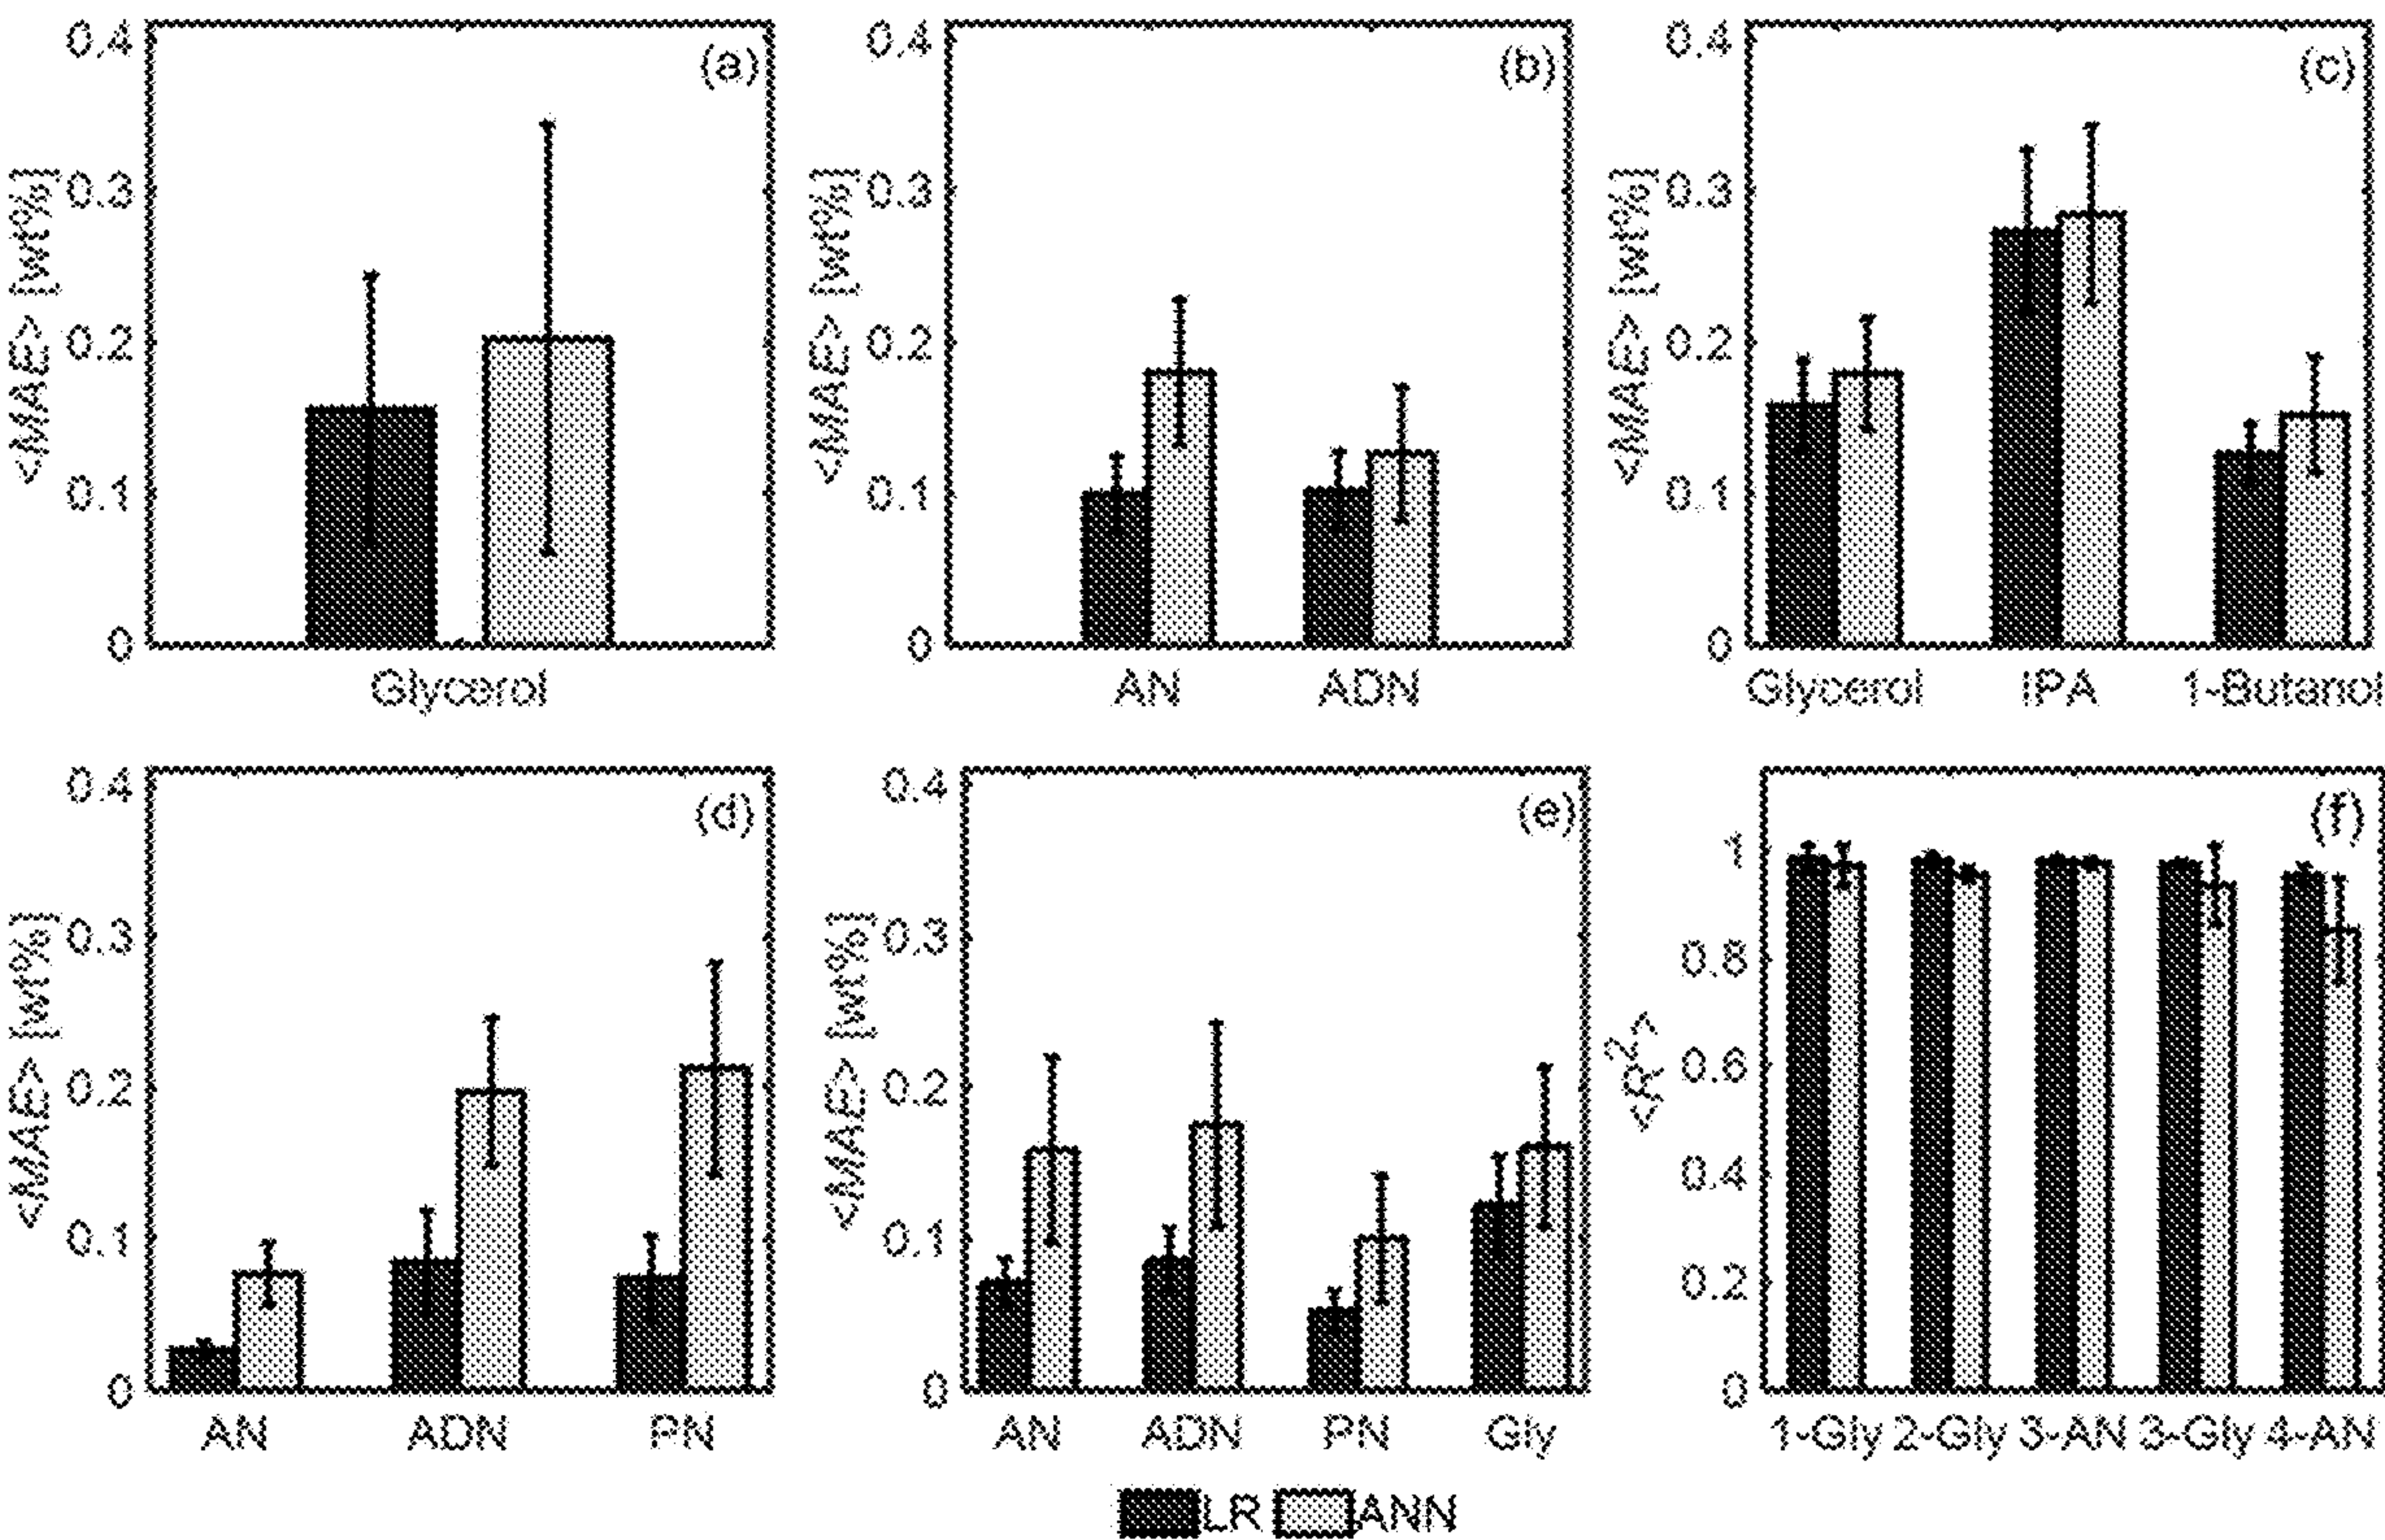 (a)
<MAE> [wt%]
0.4
0.3
0.2
0.1
0
Glycerol
(b)
<MAE> [wt%]
0.4
0.3
0.2
0.1
0
AN ADN
(c)
<MAE> [wt%]
0.4
0.3
0.2
0.1
0
Glycerol IPA 1-Butanol
(d)
<MAE> [wt%]
0.4
0.3
0.2
0.1
0
AN ADN PN
(e)
<MAE> [wt%]
0.4
0.3
0.2
0.1
0
AN ADN PN Gly
(f)
<R²>
1
0.8
0.6
0.4
0.2
0
1-Gly 2-Gly 3-AN 3-Gly 4-AN
LR ANN